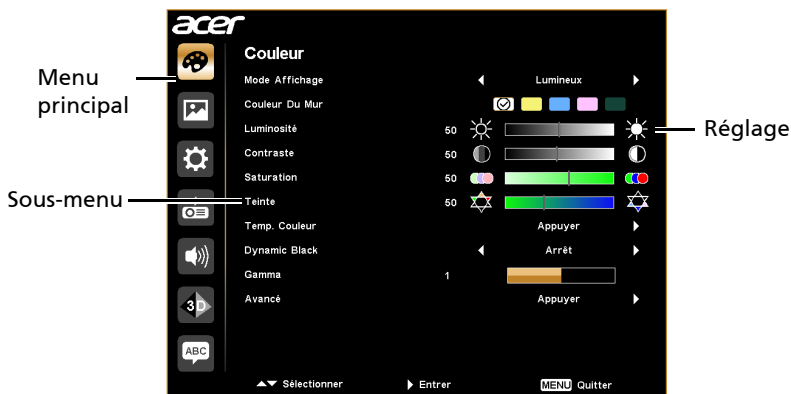 acer
Couleur
Mode Affichage Lumineux
Couleur Du Mur
Luminosité 50
Contraste 50
Saturation 50
Teinte 50
Temp. Couleur Appuyer
Dynamic Black Arrêt
Gamma 1
Avancé Appuyer
3D
ABC
Sélectionner Entrer MENU Quitter
Menu
principal
Sous-menu
Réglage